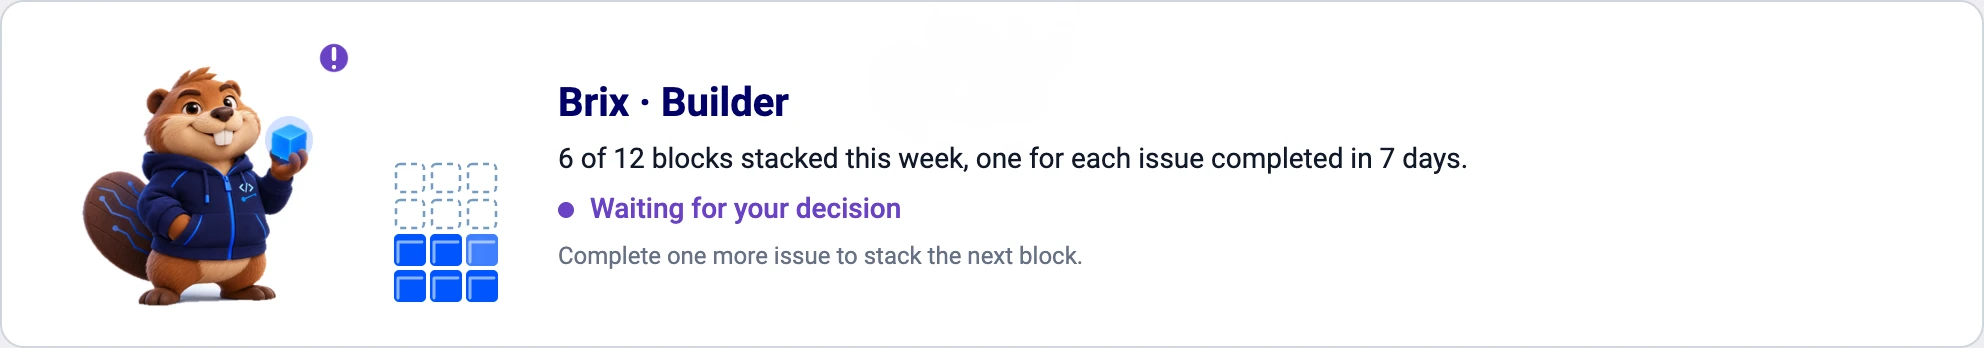 Brix · Builder
6 of 12 blocks stacked this week, one for each issue completed in 7 days.
Waiting for your decision
Complete one more issue to stack the next block.